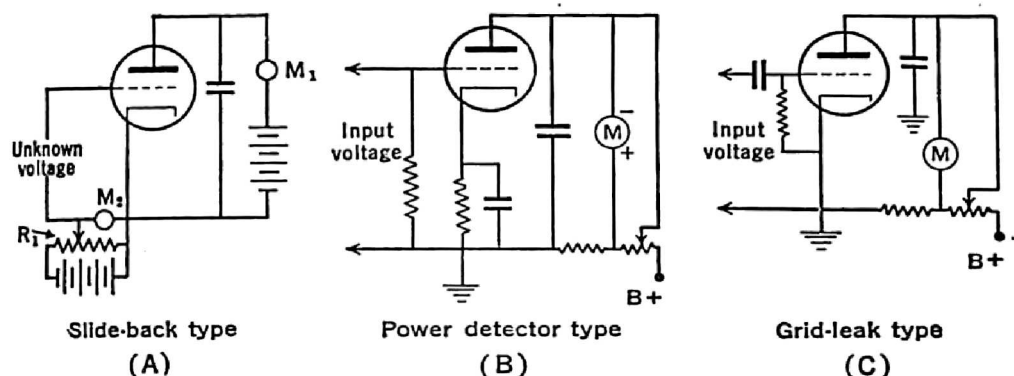 Unknown
voltage
M₁
M₂
R₁
Slide-back type
(A)
Input
voltage
−
M
+
B+
Power detector type
(B)
Input
voltage
M
B+
Grid-leak type
(C)